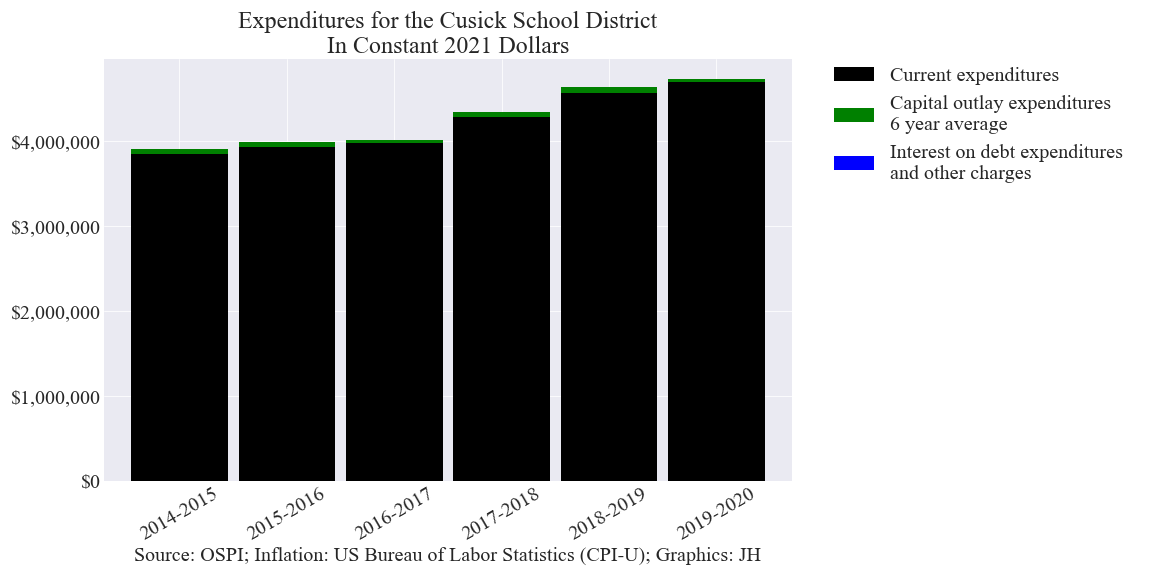 Expenditures for the Cusick School District
In Constant 2021 Dollars
Current expenditures
Capital outlay expenditures
6 year average
Interest on debt expenditures
and other charges
$4,000,000
$3,000,000
$2,000,000
$1,000,000
$0
2014-2015
2015-2016
2016-2017
2017-2018
2018-2019
2019-2020
Source: OSPI; Inflation: US Bureau of Labor Statistics (CPI-U); Graphics: JH